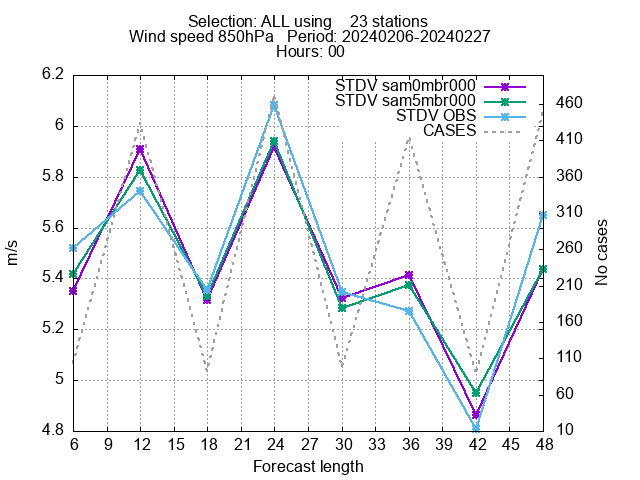 Selection: ALL using    23 stations
Wind speed 850hPa   Period: 20240206-20240227
Hours: 00
STDV sam0mbr000
STDV sam5mbr000
STDV OBS
CASES
6.2
6
5.8
5.6
5.4
5.2
5
4.8
m/s
460
410
360
310
260
210
160
110
60
10
No cases
6 9 12 15 18 21 24 27 30 33 36 39 42 45 48
Forecast length